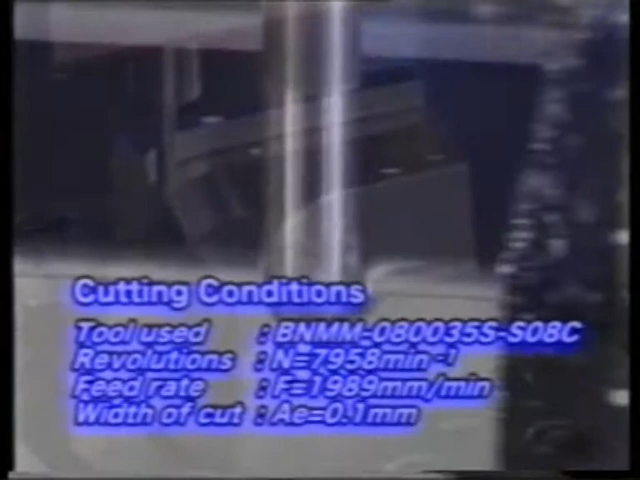 Cutting Conditions
Tool used : BNMM-080035S-S08C
Revolutions : N=7958min⁻¹
Feed rate : F=1989mm/min
Width of cut : Ae=0.1mm